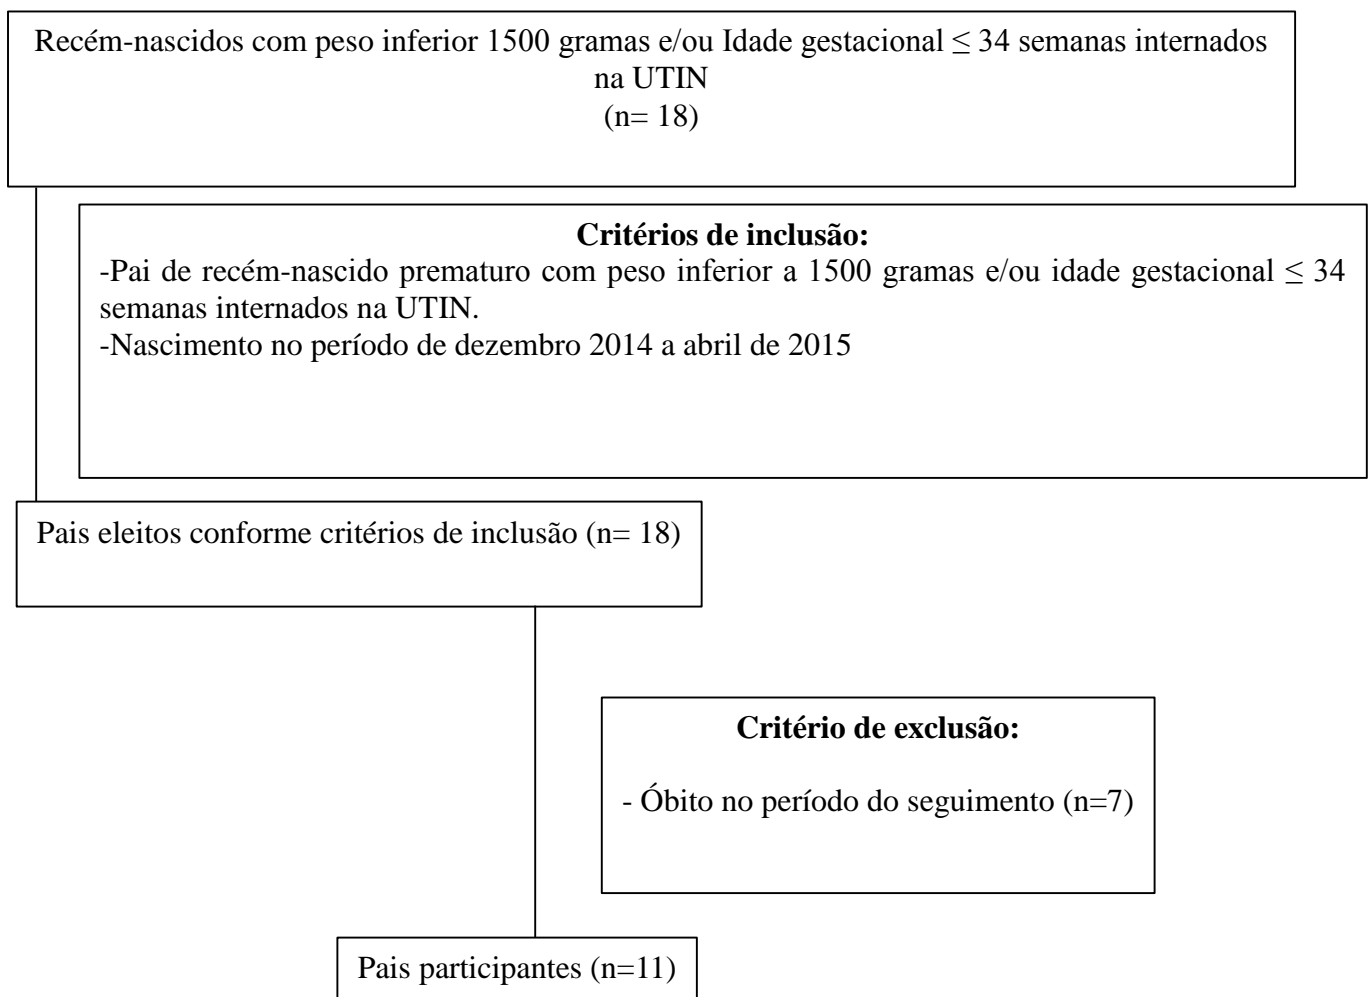 Recém-nascidos com peso inferior 1500 gramas e/ou Idade gestacional ≤ 34 semanas internados
na UTIN
(n= 18)
Critérios de inclusão:
-Pai de recém-nascido prematuro com peso inferior a 1500 gramas e/ou idade gestacional ≤ 34
semanas internados na UTIN.
-Nascimento no período de dezembro 2014 a abril de 2015
Pais eleitos conforme critérios de inclusão (n= 18)
Critério de exclusão:
- Óbito no período do seguimento (n=7)
Pais participantes (n=11)